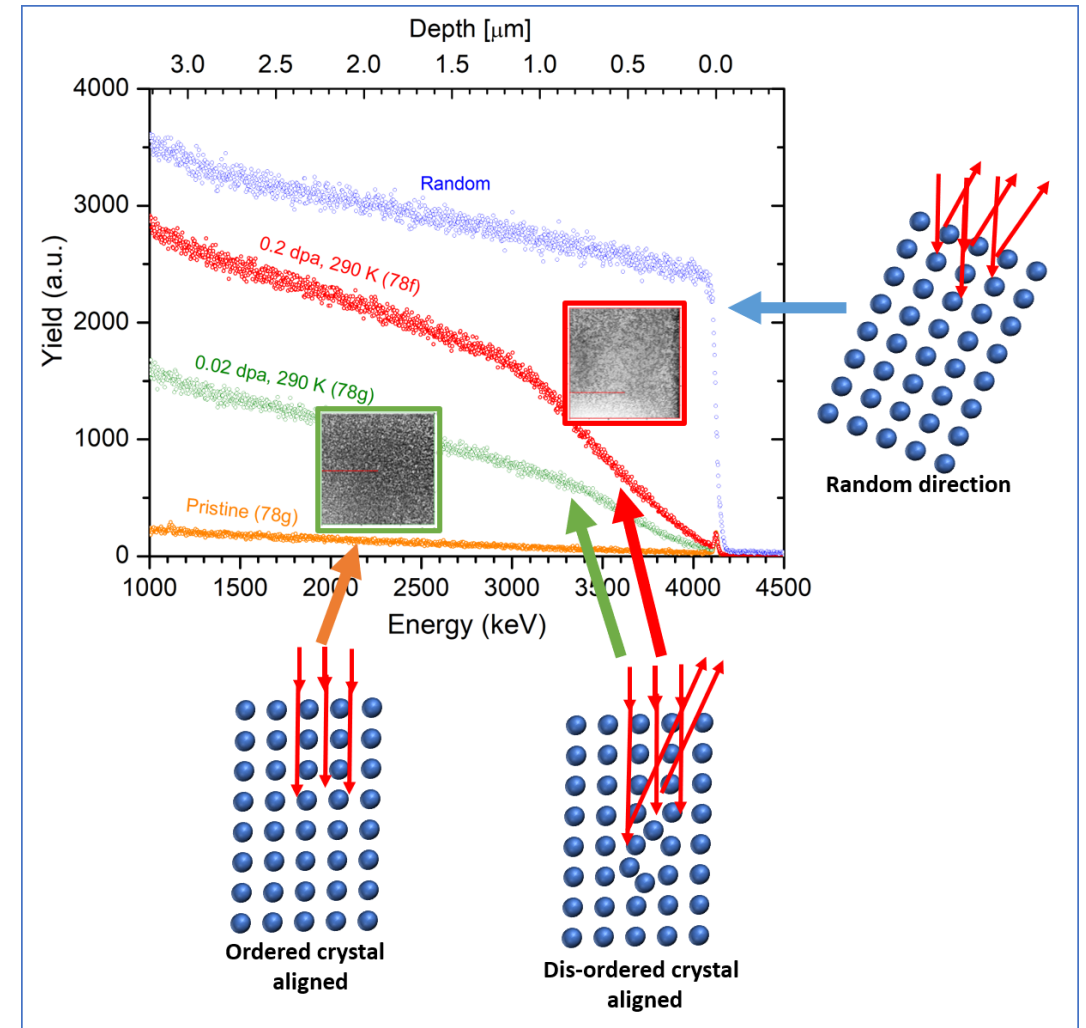 Depth [μm]
3.0 2.5 2.0 1.5 1.0 0.5 0.0
4000
3000
2000
1000
0
Yield (a.u.)
Random
0.2 dpa, 290 K (78f)
0.02 dpa, 290 K (78g)
Pristine (78g)
1000 1500 2000 2500 3000 3500 4000 4500
Energy (keV)
Random direction
Ordered crystal
aligned
Dis-ordered crystal
aligned